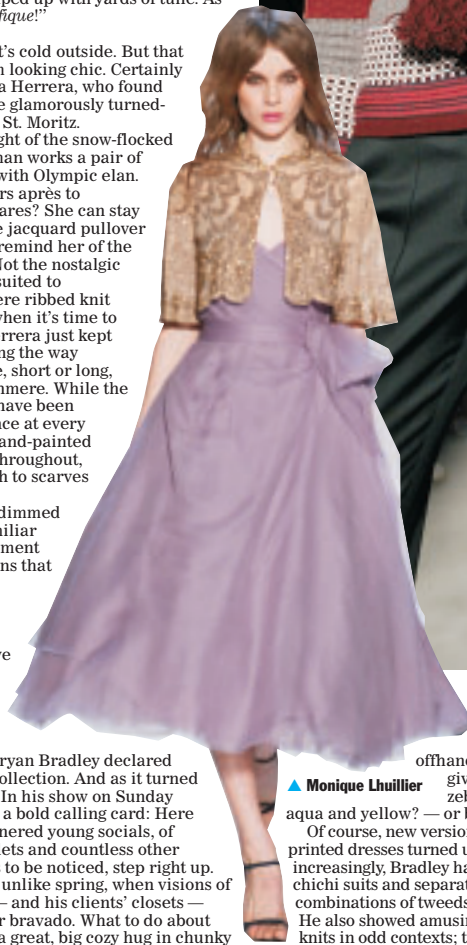 ped up with yards of tulle. As
fique!”
t’s cold outside. But that
n looking chic. Certainly
a Herrera, who found
e glamorously turned-
St. Moritz.
ght of the snow-flocked
man works a pair of
with Olympic elan.
rs après to
ares? She can stay
e jacquard pullover
remind her of the
Not the nostalgic
suited to
ere ribbed knit
when it’s time to
rrera just kept
ng the way
e, short or long,
hmere. While the
have been
nce at every
and-painted
hroughout,
h to scarves
dimmed
miliar
ment
ns that
ve
ryan Bradley declared
ollection. And as it turned
In his show on Sunday
a bold calling card: Here
nered young socials, of
lets and countless other
s to be noticed, step right up.
unlike spring, when visions of
— and his clients’ closets —
r bravado. What to do about
a great, big cozy hug in chunky
▲ Monique Lhuillier
offhand
giv
zeb
aqua and yellow? — or b
Of course, new version
printed dresses turned u
increasingly, Bradley ha
chichi suits and separat
combinations of tweeds
He also showed amusin
knits in odd contexts: t